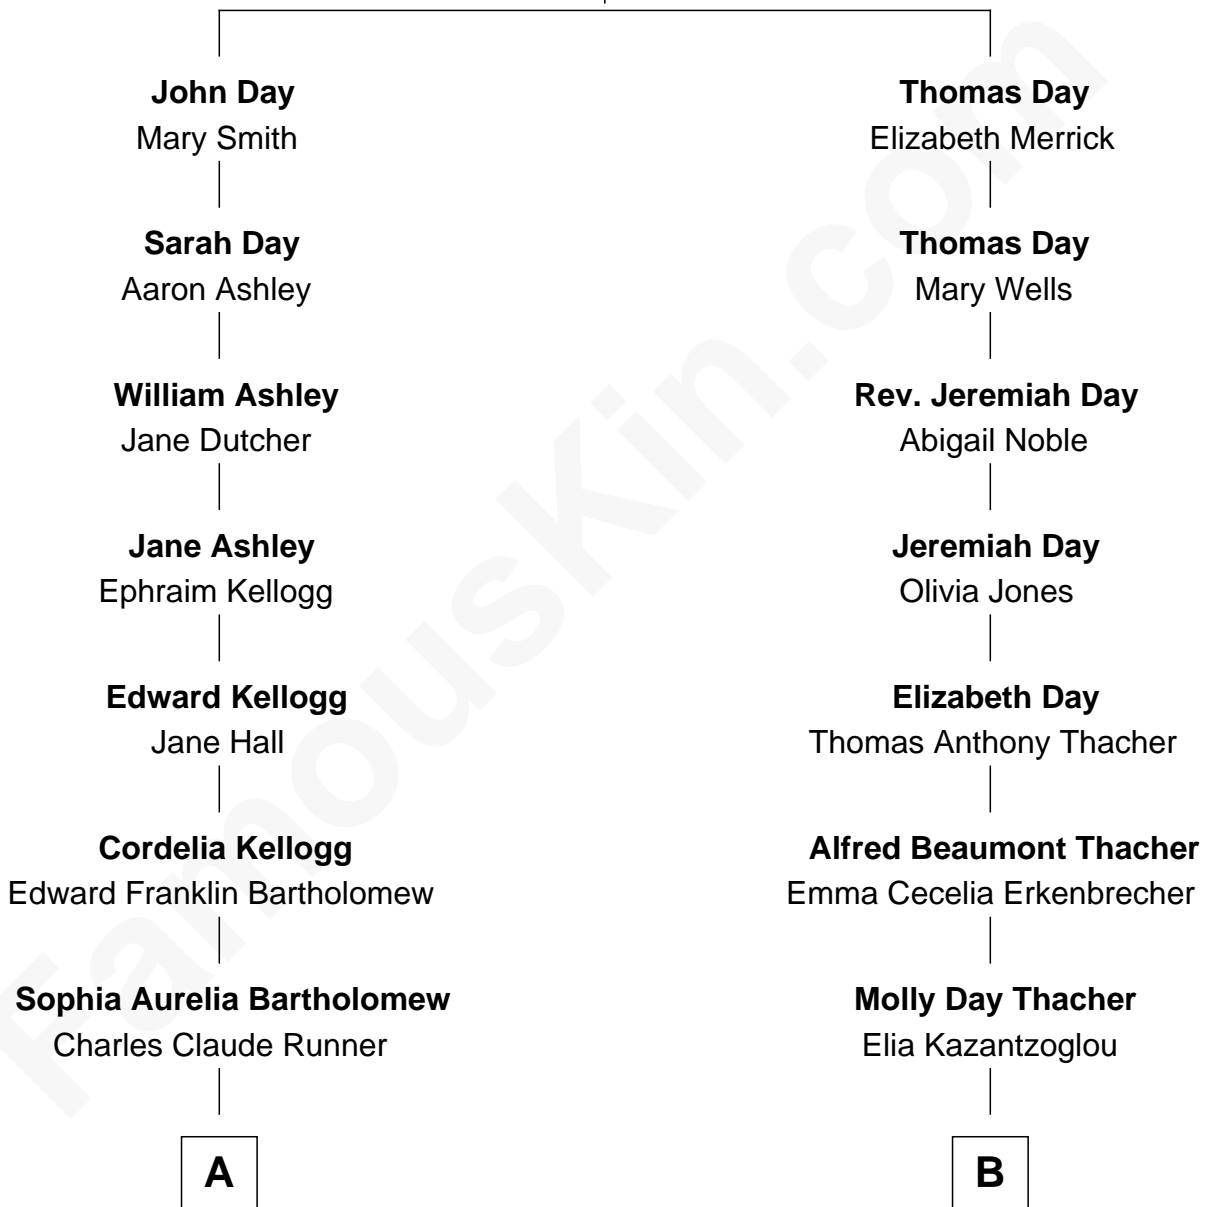 John Day
Mary Smith
Sarah Day
Aaron Ashley
William Ashley
Jane Dutcher
Jane Ashley
Ephraim Kellogg
Edward Kellogg
Jane Hall
Cordelia Kellogg
Edward Franklin Bartholomew
Sophia Aurelia Bartholomew
Charles Claude Runner
A
Thomas Day
Elizabeth Merrick
Thomas Day
Mary Wells
Rev. Jeremiah Day
Abigail Noble
Jeremiah Day
Olivia Jones
Elizabeth Day
Thomas Anthony Thacher
Alfred Beaumont Thacher
Emma Cecelia Erkenbrecher
Molly Day Thacher
Elia Kazantzoglou
B
FamousKin.com